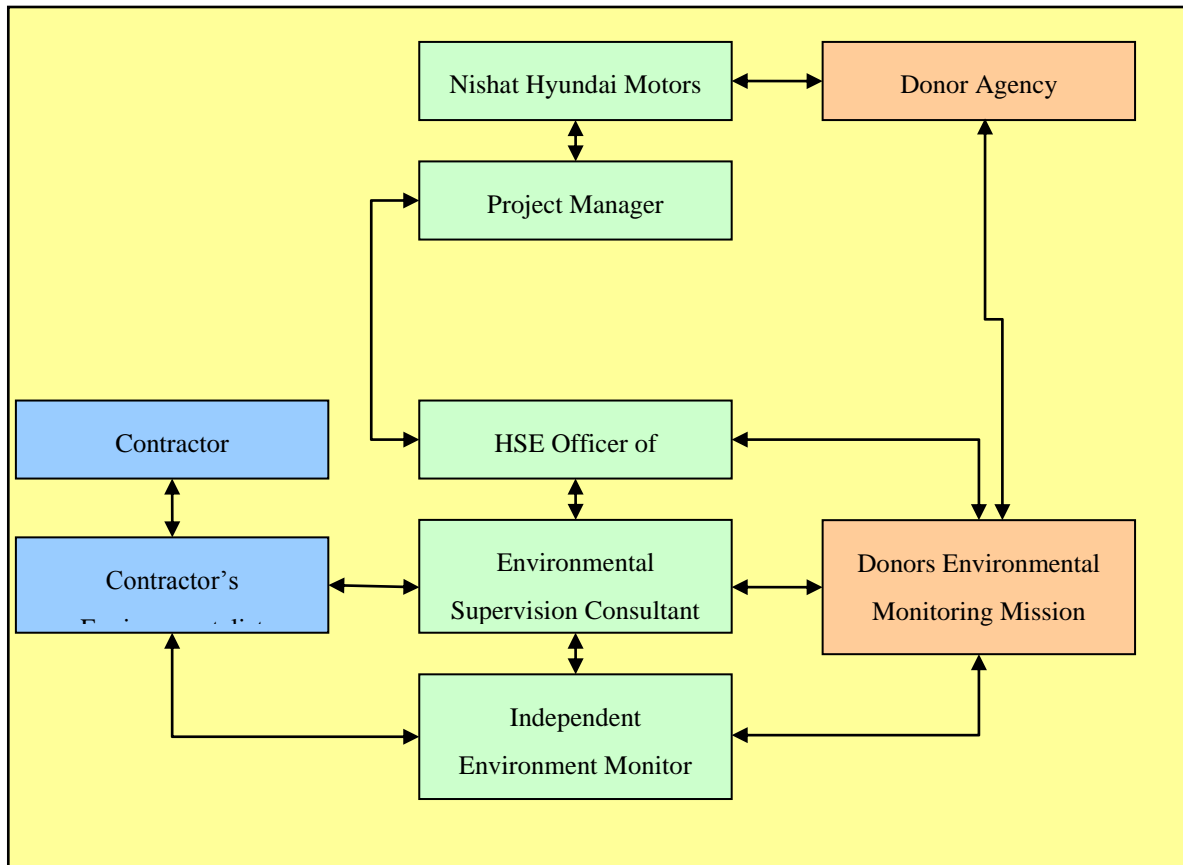 Nishat Hyundai Motors
Donor Agency
Project Manager
Contractor
HSE Officer of
Contractor’s
Environmental
Supervision Consultant
Donors Environmental
Monitoring Mission
Independent
Environment Monitor